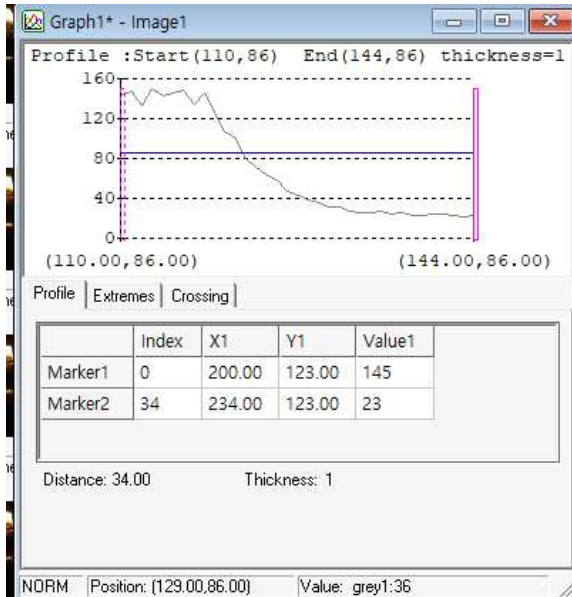 Graph1* - Image1
Profile :Start(110,86) End(144,86) thickness=1
160
120
80
40
0
(110.00,86.00) (144.00,86.00)
Profile Extremes Crossing
Index X1 Y1 Value1
Marker1 0 200.00 123.00 145
Marker2 34 234.00 123.00 23
Distance: 34.00 Thickness: 1
NORM Position: (129.00,86.00) Value: grey1:36